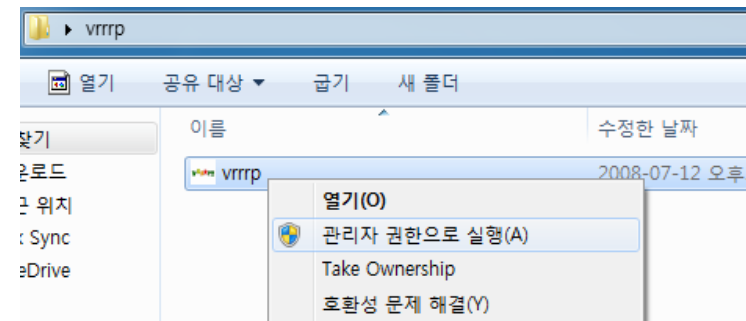 vrrrp
열기 공유 대상 굽기 새 폴더
이름 수정한 날짜
찾기
vrrrp 2008-07-12 오후
운로드
위치
Sync
eDrive
열기(O)
관리자 권한으로 실행(A)
Take Ownership
호환성 문제 해결(Y)